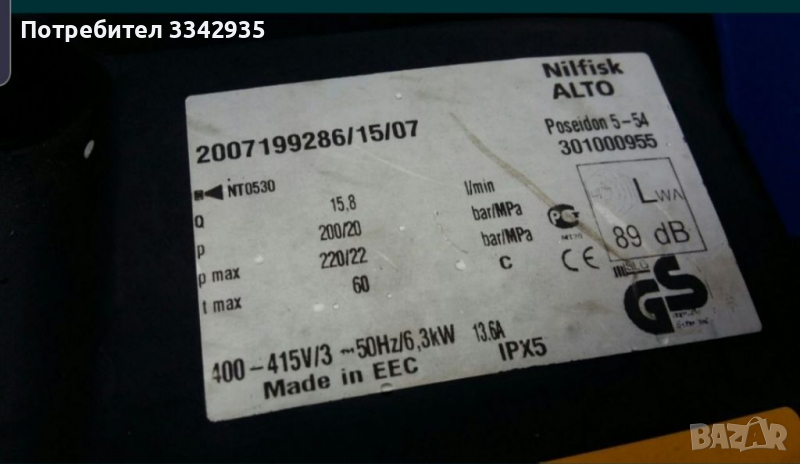 Потребител 3342935
Nilfisk
ALTO
2007199286/15/07
Poseidon 5-54
301000955
NT0530
Q 15,8 l/min
p 200/20 bar/MPa
p max 220/22 bar/MPa
t max 60 C
LWA
89 dB
CE
GS
400-415V/3 ~50Hz/6,3kW 13.6A
Made in EEC IPX5
BAZAR